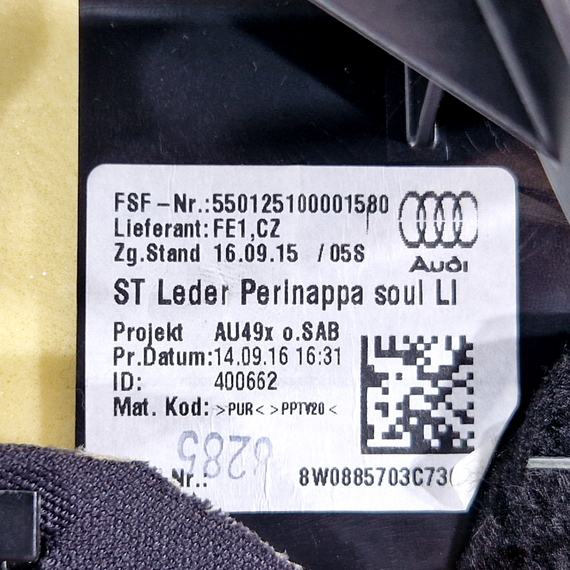 FSF-Nr.:550125100001580
Lieferant:FE1,CZ
Zg.Stand 16.09.15 /05S
Audi
ST Leder Perlnappa soul LI
Projekt AU49x o.SAB
Pr.Datum:14.09.16 16:31
ID: 400662
Mat. Kod: >PUR< >PPTV20<
6285
Nr.: 8W0885703C73